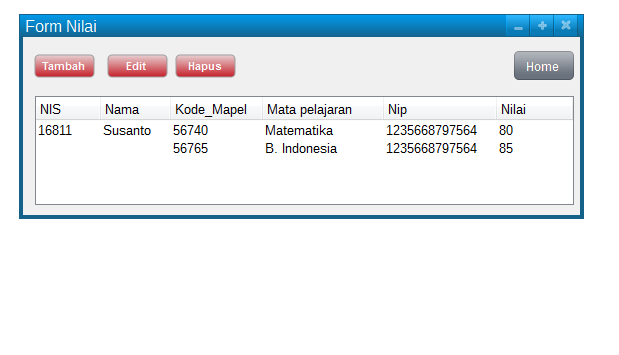 Form Nilai
Tambah Edit Hapus Home
NIS Nama Kode_Mapel Mata pelajaran Nip Nilai
16811 Susanto 56740 Matematika 1235668797564 80
56765 B. Indonesia 1235668797564 85